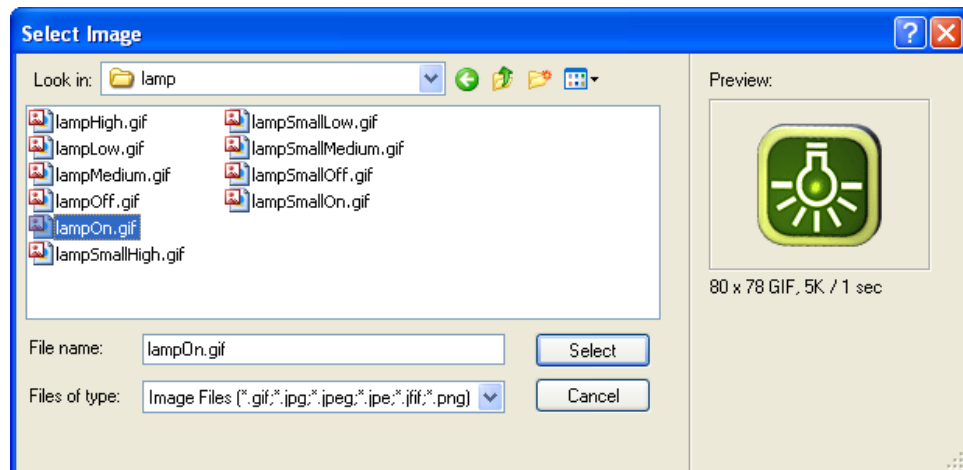 Select Image
Look in: lamp
Preview:
lampHigh.gif
lampLow.gif
lampMedium.gif
lampOff.gif
lampOn.gif
lampSmallHigh.gif
lampSmallLow.gif
lampSmallMedium.gif
lampSmallOff.gif
lampSmallOn.gif
80 x 78 GIF, 5K / 1 sec
File name: lampOn.gif
Select
Files of type: Image Files (*.gif;*.jpg;*.jpeg;*.jpe;*.jfif;*.png)
Cancel